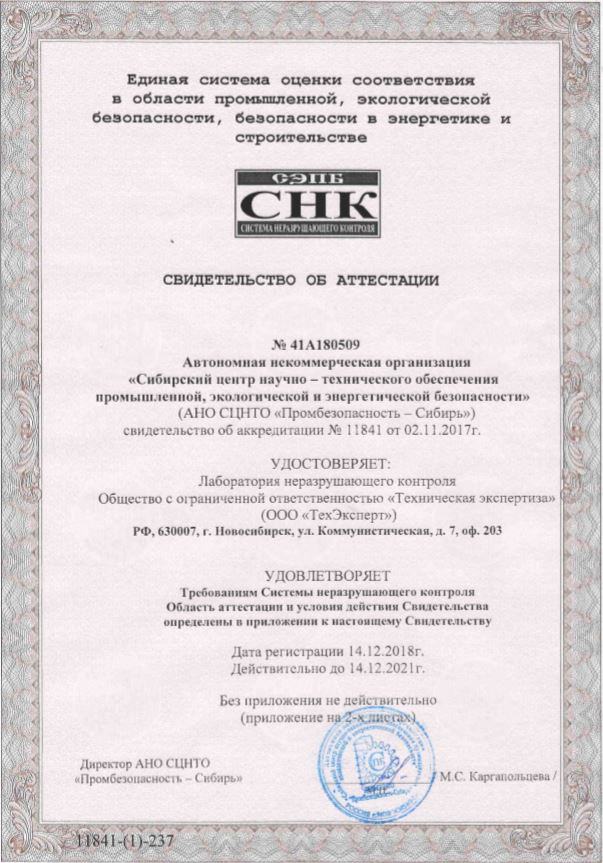 Единая система оценки соответствия
в области промышленной, экологической
безопасности, безопасности в энергетике и
строительстве
СЭПБ
СНК
СИСТЕМА НЕРАЗРУШАЮЩЕГО КОНТРОЛЯ
СВИДЕТЕЛЬСТВО ОБ АТТЕСТАЦИИ
№ 41А180509
Автономная некоммерческая организация
«Сибирский центр научно – технического обеспечения
промышленной, экологической и энергетической безопасности»
(АНО СЦНТО «Промбезопасность – Сибирь»)
свидетельство об аккредитации № 11841 от 02.11.2017г.
УДОСТОВЕРЯЕТ:
Лаборатория неразрушающего контроля
Общество с ограниченной ответственностью «Техническая экспертиза»
(ООО «ТехЭксперт»)
РФ, 630007, г. Новосибирск, ул. Коммунистическая, д. 7, оф. 203
УДОВЛЕТВОРЯЕТ
Требованиям Системы неразрушающего контроля
Область аттестации и условия действия Свидетельства
определены в приложении к настоящему Свидетельству
Дата регистрации 14.12.2018г.
Действительно до 14.12.2021г.
Без приложения не действительно
(приложение на 2-х листах)
Директор АНО СЦНТО
«Промбезопасность – Сибирь»
/ М.С. Каргапольцева /
11841-(1)-237